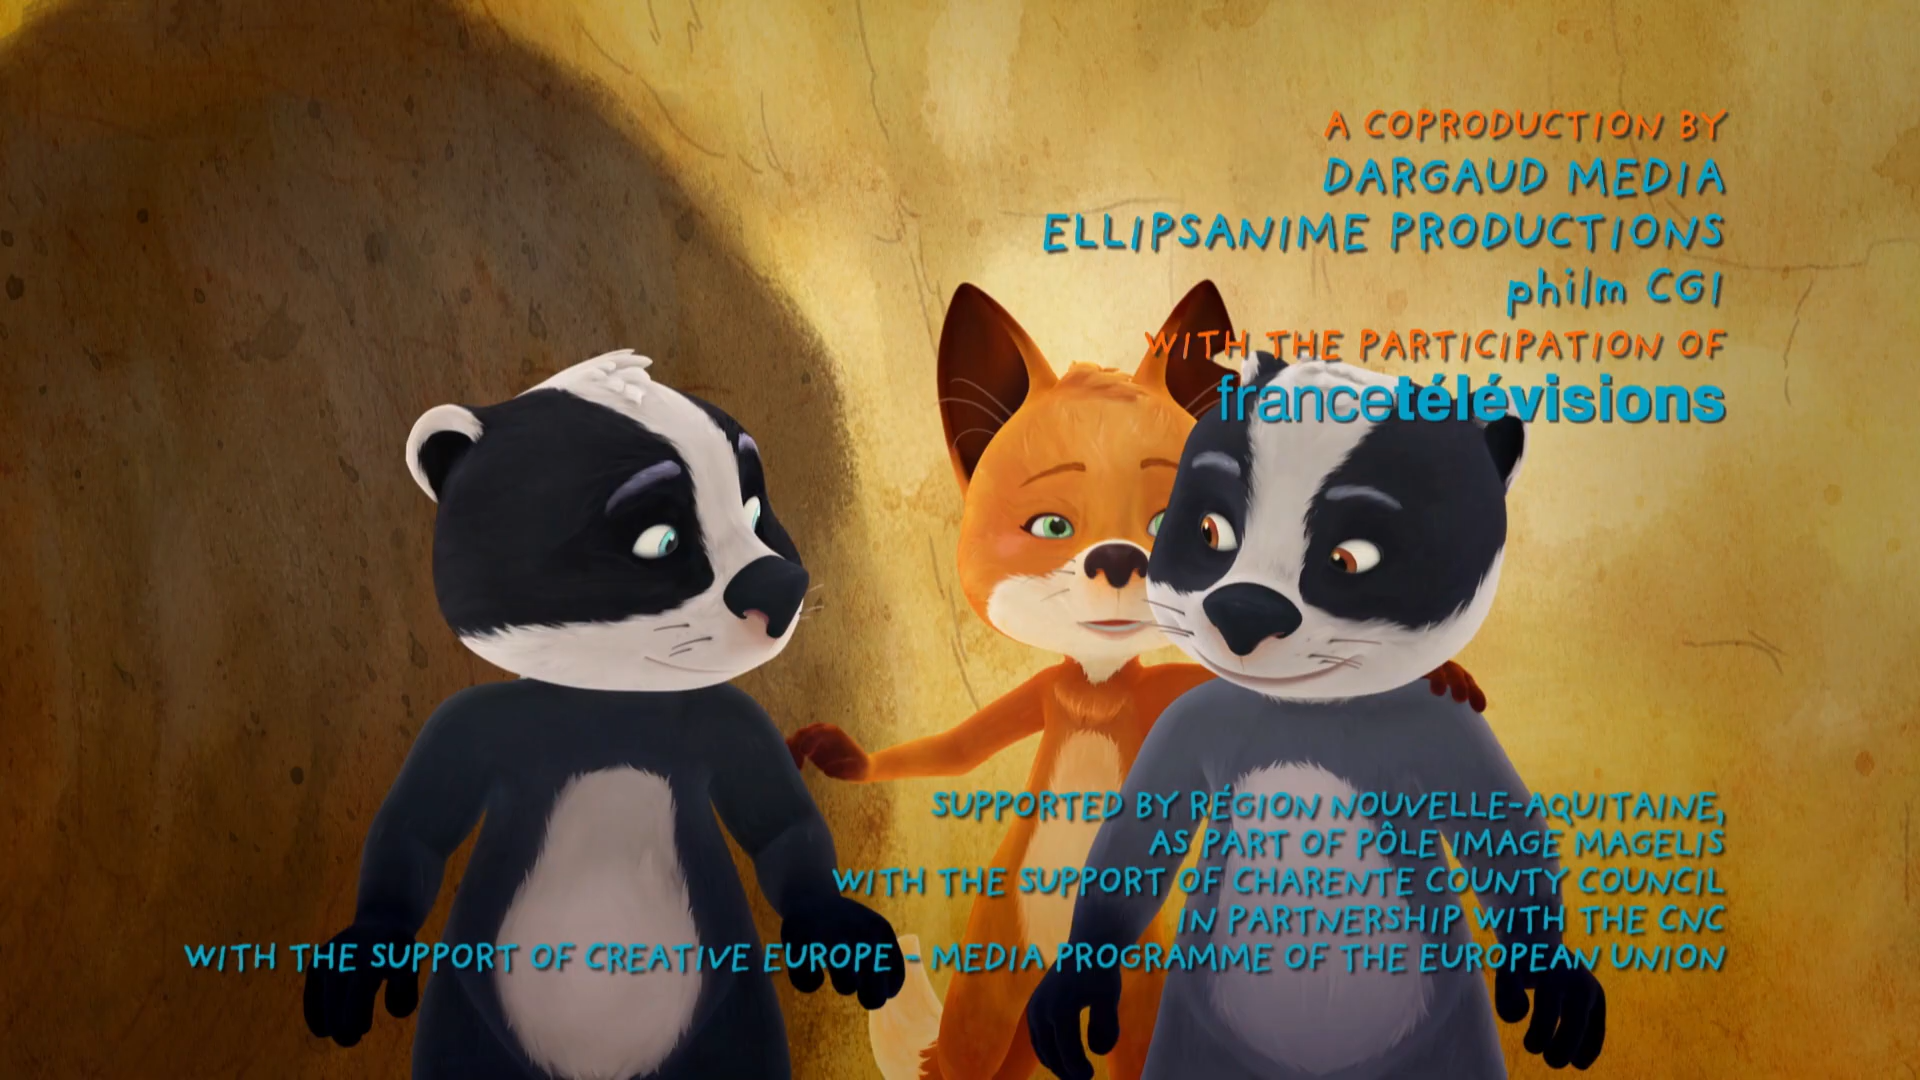 A COPRODUCTION BY
DARGAUD MEDIA
ELLIPSANIME PRODUCTIONS
philm CGI
WITH THE PARTICIPATION OF
francetélévisions
SUPPORTED BY RÉGION NOUVELLE-AQUITAINE,
AS PART OF PÔLE IMAGE MAGELIS
WITH THE SUPPORT OF CHARENTE COUNTY COUNCIL
IN PARTNERSHIP WITH THE CNC
WITH THE SUPPORT OF CREATIVE EUROPE - MEDIA PROGRAMME OF THE EUROPEAN UNION